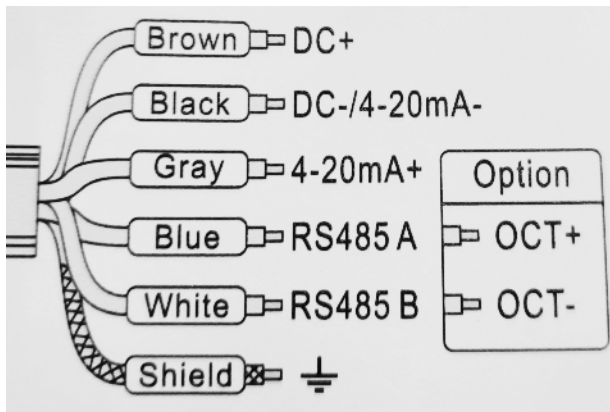 Brown DC+
Black DC-/4-20mA-
Gray 4-20mA+
Option
Blue RS485 A OCT+
White RS485 B OCT-
Shield